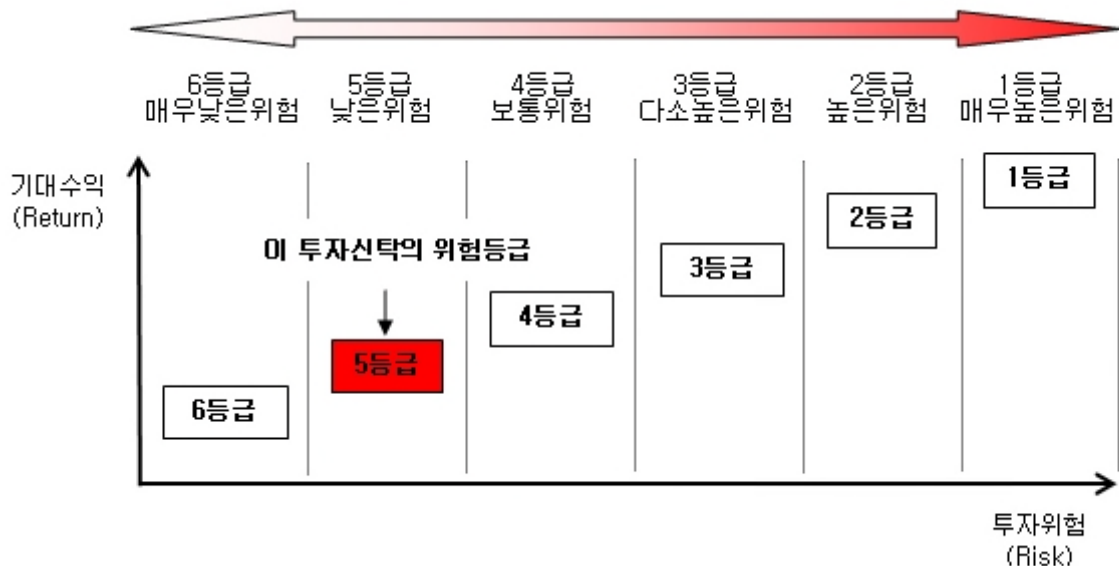 6등급
매우낮은위험
5등급
낮은위험
4등급
보통위험
3등급
다소높은위험
2등급
높은위험
1등급
매우높은위험
기대수익
(Return)
1등급
2등급
이 투자신탁의 위험등급
3등급
4등급
5등급
6등급
투자위험
(Risk)